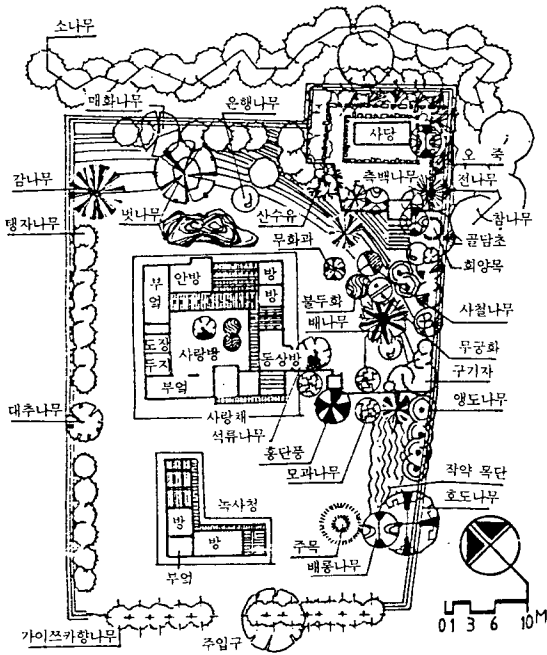 소나무
매화나무
은행나무
사당
오 죽
감나무
측백나무
전나무
벗나무
산수유
참나무
탱자나무
골담초
무화과
회양목
안방
방
부엌
방
불두화
사철나무
배나무
도장
사랑방
동상방
무궁화
두지
구기자
부엌
대추나무
사랑채
앵도나무
석류나무
홍단풍
모과나무
작약 목단
녹사청
호도나무
방
방
주목
부엌
배롱나무
가이쯔카향나무
주입구
0 1 3 6 10M